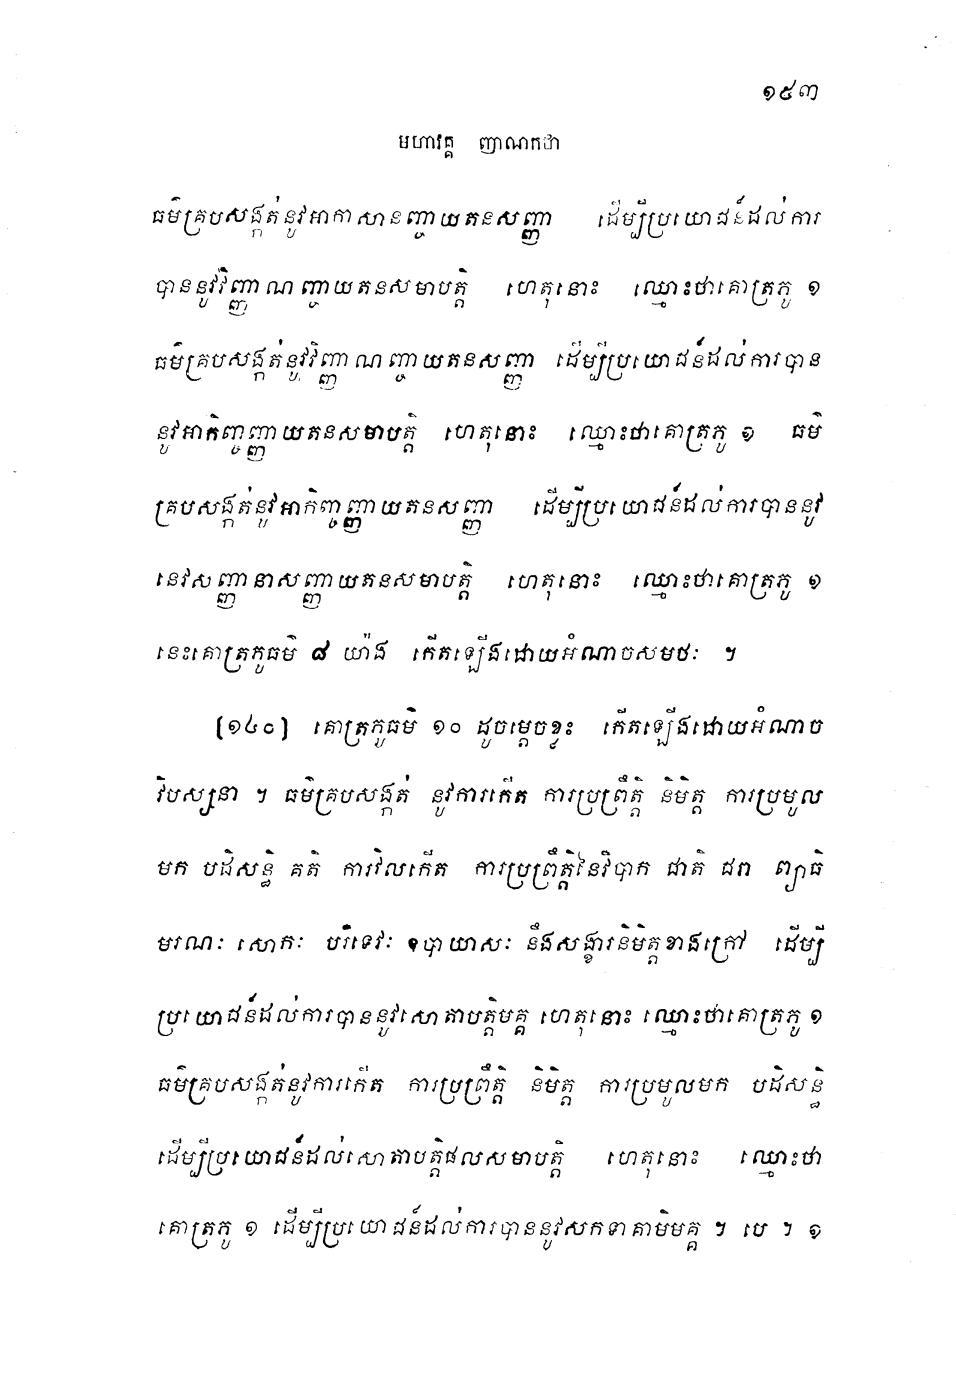 ១៥៣
មហាវគ្គ ញាណកថា
ធម៌គ្របសង្កត់នូវអាកាសានញ្ចាយតនសញ្ញា ដើម្បីប្រយោជន៍ដល់ការ
បាននូវវិញ្ញាណញ្ចាយតនសមាបត្តិ ហេតុនោះ ឈ្មោះថាគោត្រភូ ១
ធម៌គ្របសង្កត់នូវវិញ្ញាណញ្ចាយតនសញ្ញា ដើម្បីប្រយោជន៍ដល់ការបាន
នូវអាកិញ្ចញ្ញាយតនសមាបត្តិ ហេតុនោះ ឈ្មោះថាគោត្រភូ ១ ធម៌
គ្របសង្កត់នូវអាកិញ្ចញ្ញាយតនសញ្ញា ដើម្បីប្រយោជន៍ដល់ការបាននូវ
នេវសញ្ញានាសញ្ញាយតនសមាបត្តិ ហេតុនោះ ឈ្មោះថាគោត្រភូ ១
នេះគោត្រភូធម៌ ៨ យ៉ាង កើតឡើងដោយអំណាចសមថៈ ។
[១៤០] គោត្រភូធម៌ ១០ ដូចម្ដេចខ្លះ កើតឡើងដោយអំណាច
វិបស្សនា ។ ធម៌គ្របសង្កត់ នូវការកើត ការប្រព្រឹត្តិ និមិត្ត ការប្រមូល
មក បដិសន្ធិ គតិ ការវិលកើត ការប្រព្រឹត្តិនៃវិបាក ជាតិ ជរា ព្យាធិ
មរណៈ សោកៈ បរិទេវៈ ឧបាយាសៈ នឹងសង្ខារនិមិត្តខាងក្រៅ ដើម្បី
ប្រយោជន៍ដល់ការបាននូវសោតាបត្តិមគ្គ ហេតុនោះ ឈ្មោះថាគោត្រភូ ១
ធម៌គ្របសង្កត់នូវការកើត ការប្រព្រឹត្តិ និមិត្ត ការប្រមូលមក បដិសន្ធិ
ដើម្បីប្រយោជន៍ដល់សោតាបត្តិផលសមាបត្តិ ហេតុនោះ ឈ្មោះថា
គោត្រភូ ១ ដើម្បីប្រយោជន៍ដល់ការបាននូវសកទាគាមិមគ្គ ។ បេ ។ ១